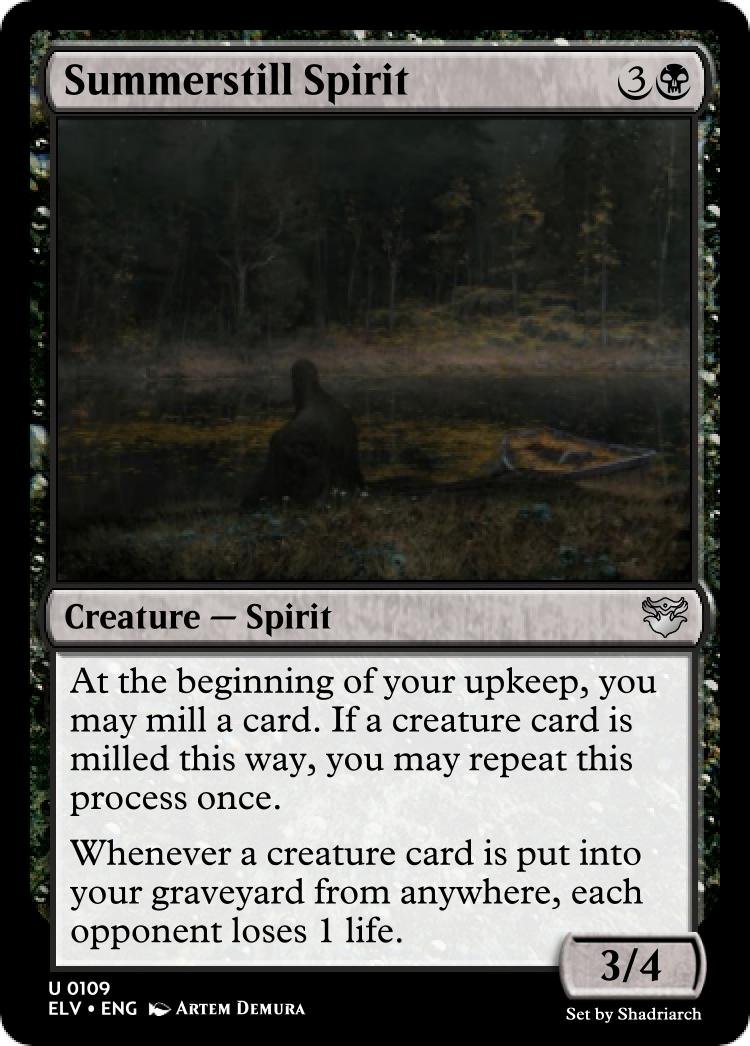 Summerstill Spirit 3
Creature — Spirit
At the beginning of your upkeep, you
may mill a card. If a creature card is
milled this way, you may repeat this
process once.
Whenever a creature card is put into
your graveyard from anywhere, each
opponent loses 1 life.
3/4
U 0109
ELV • ENG Artem Demura
Set by Shadriarch